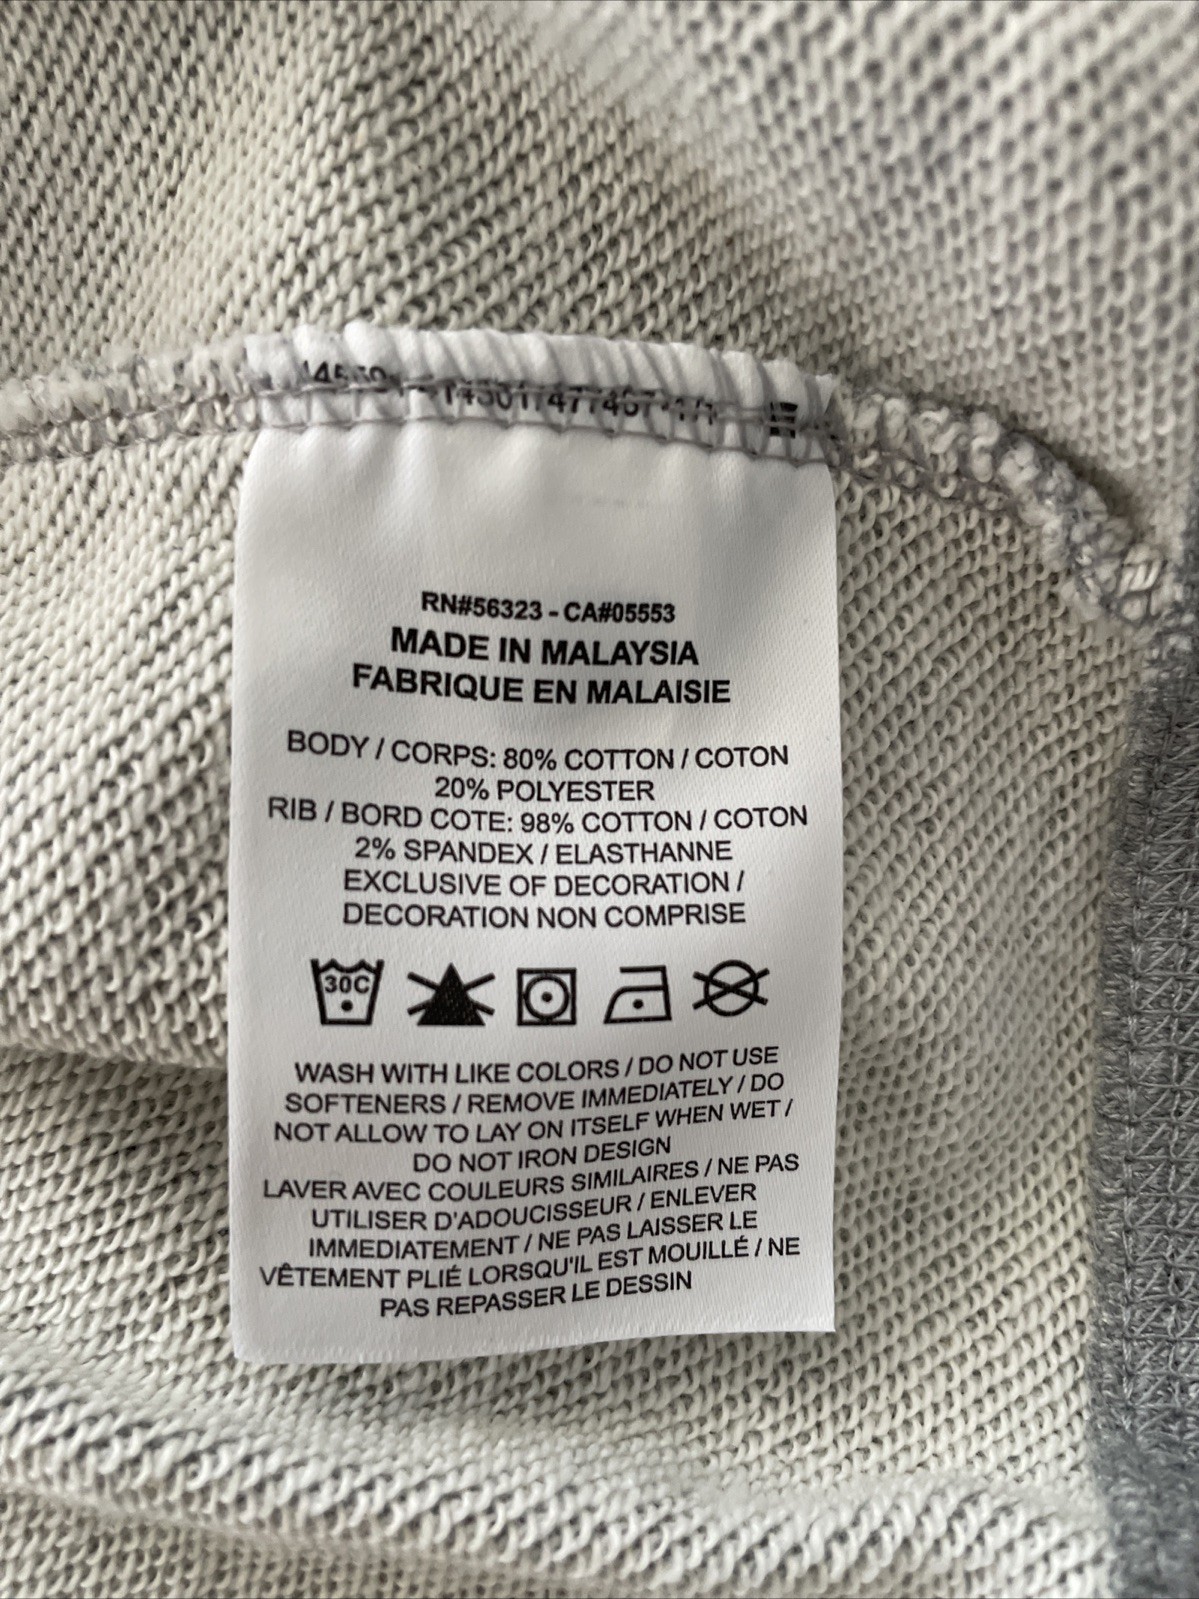 RN#56323 - CA#05553
MADE IN MALAYSIA
FABRIQUE EN MALAISIE
BODY / CORPS: 80% COTTON / COTON
20% POLYESTER
RIB / BORD COTE: 98% COTTON / COTON
2% SPANDEX / ELASTHANNE
EXCLUSIVE OF DECORATION /
DECORATION NON COMPRISE
30C
WASH WITH LIKE COLORS / DO NOT USE
SOFTENERS / REMOVE IMMEDIATELY / DO
NOT ALLOW TO LAY ON ITSELF WHEN WET /
DO NOT IRON DESIGN
LAVER AVEC COULEURS SIMILAIRES / NE PAS
UTILISER D'ADOUCISSEUR / ENLEVER
IMMEDIATEMENT / NE PAS LAISSER LE
VÊTEMENT PLIÉ LORSQU'IL EST MOUILLÉ / NE
PAS REPASSER LE DESSIN